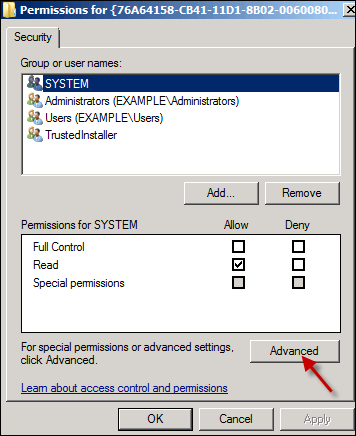 Permissions for {76A64158-CB41-11D1-8B02-0060080...
Security
Group or user names:
SYSTEM
Administrators (EXAMPLE\Administrators)
Users (EXAMPLE\Users)
TrustedInstaller
Add... Remove
Permissions for SYSTEM Allow Deny
Full Control
Read
Special permissions
For special permissions or advanced settings,
click Advanced.
Advanced
Learn about access control and permissions
OK Cancel Apply